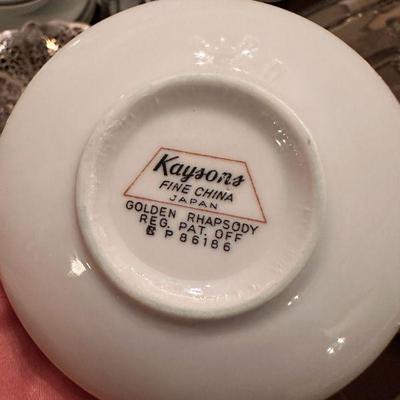 Kaysons
FINE CHINA
JAPAN
GOLDEN RHAPSODY
REG. PAT. OFF
P 86186